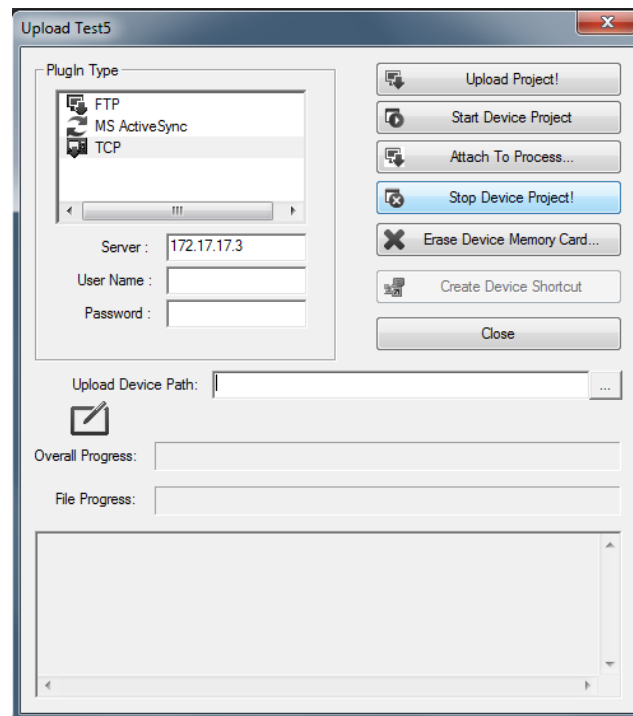 Upload Test5
PlugIn Type
FTP
MS ActiveSync
TCP
Server :
172.17.17.3
User Name :
Password :
Upload Project!
Start Device Project
Attach To Process...
Stop Device Project!
Erase Device Memory Card...
Create Device Shortcut
Close
Upload Device Path:
...
Overall Progress:
File Progress: